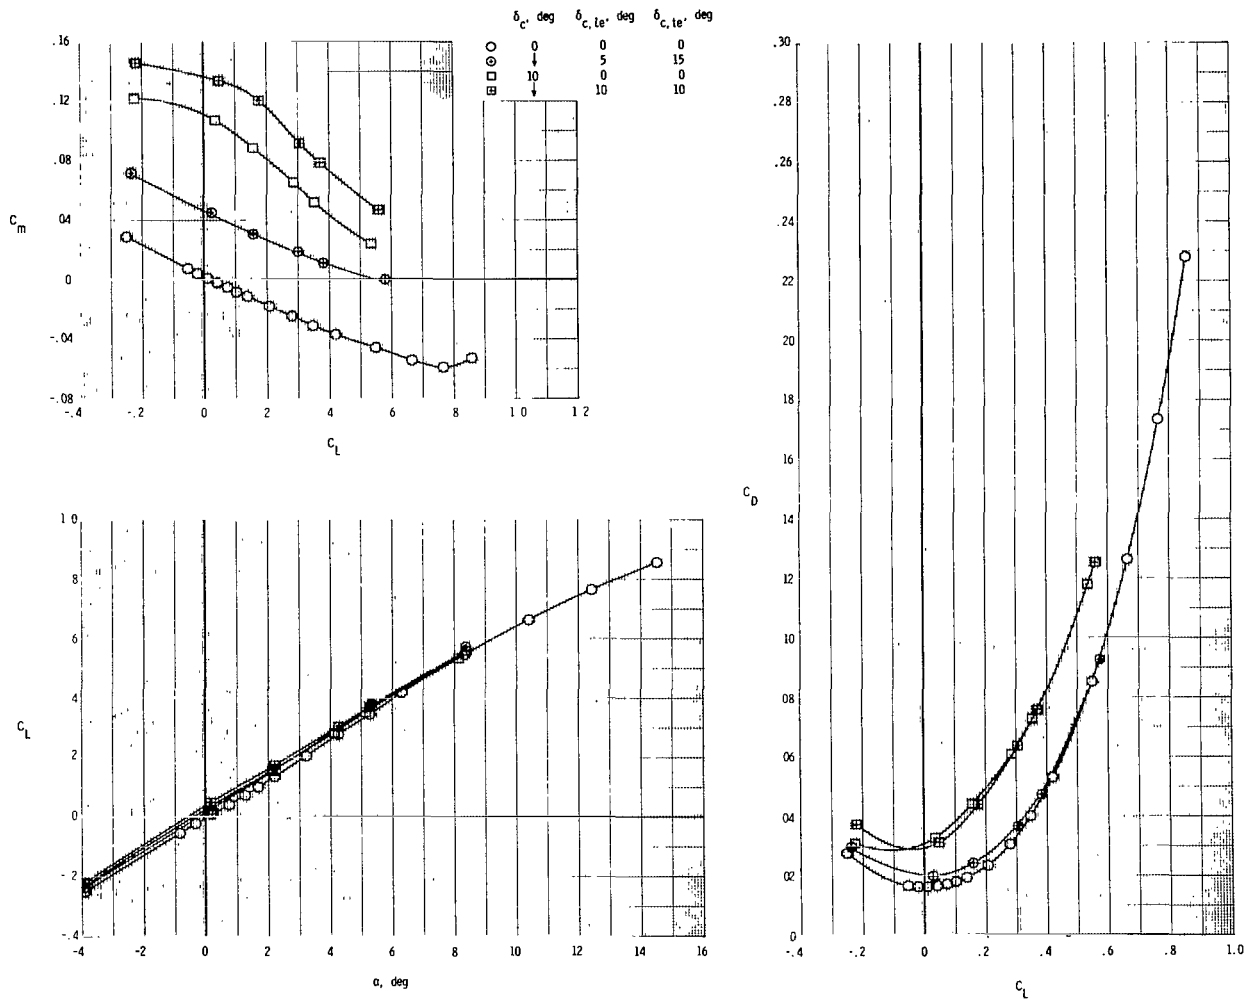 δc, deg δc, le, deg δc, te, deg
0 0 0
5 15
10 0 0
10 10
.16
.12
.08
04
0
-.04
-.08
Cm
-.4 -.2 0 2 4 6 8 1 0 1 2
CL
1 0
8
6
4
2
0
- 2
-.4
CL
-4 -2 0 2 4 6 8 10 12 14 16
α, deg
.30
.28
.26
.24
.22
20
18
16
14
12
10
08
06
04
02
0
CD
-.4 -.2 0 .2 .4 .6 .8 1.0
CL